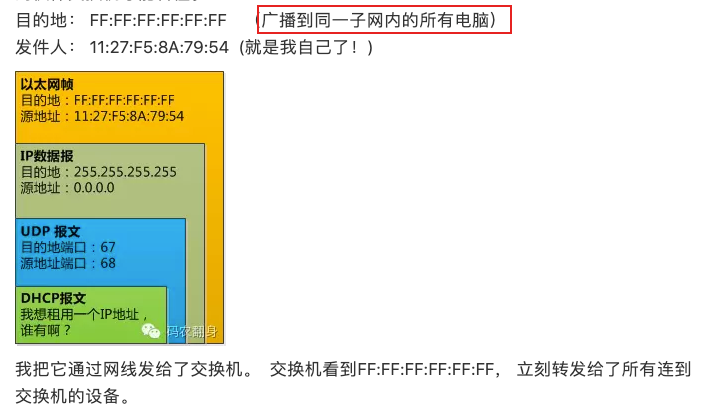 目的地： FF:FF:FF:FF:FF:FF （广播到同一子网内的所有电脑）
发件人： 11:27:F5:8A:79:54 (就是我自己了！)
以太网帧
目的地：FF:FF:FF:FF:FF:FF
源地址：11:27:F5:8A:79:54
IP数据报
目的地：255.255.255.255
源地址：0.0.0.0
UDP 报文
目的地端口：67
源地址端口：68
DHCP报文
我想租用一个IP地址，
谁有啊？
码农翻身
我把它通过网线发给了交换机。 交换机看到FF:FF:FF:FF:FF:FF， 立刻转发给了所有连到
交换机的设备。